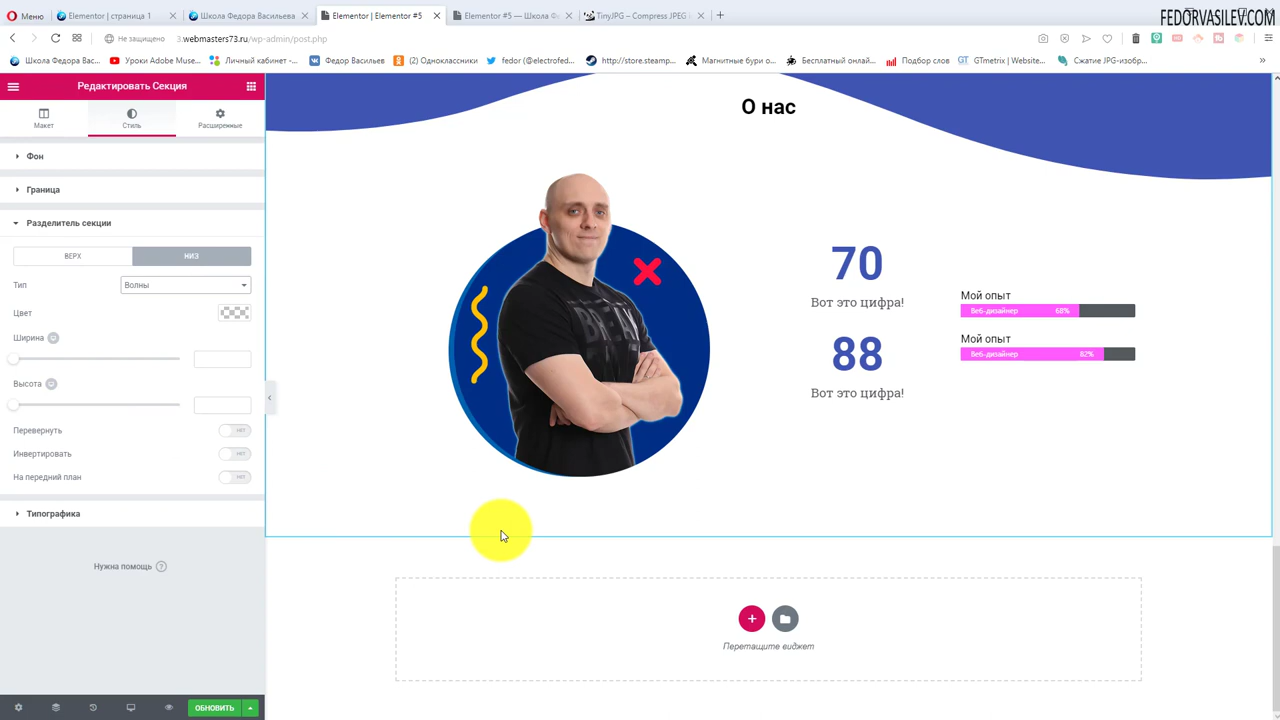 Меню
Elementor | страница 1
Школа Федора Васильева
Elementor | Elementor #5
Elementor #5 — Школа Ф
TinyJPG – Compress JPEG
FEDORVASILEV.COM
Не защищено
3.webmasters73.ru/wp-admin/post.php
Школа Федора Васи...
Уроки Adobe Muse...
Личный кабинет -...
Федор Васильев
(2) Одноклассники
fedor (@electrofed...
http://store.steamp...
Магнитные бури о...
Бесплатный онлай...
Подбор слов
GTmetrix | Website...
Сжатие JPG-изобр...
Редактировать Секция
Макет
Стиль
Расширенные
Фон
Граница
Разделитель секции
ВЕРХ
НИЗ
Тип
Волны
Цвет
Ширина
Высота
Перевернуть
НЕТ
Инвертировать
НЕТ
На передний план
НЕТ
Типографика
Нужна помощь
ОБНОВИТЬ
О нас
70
Вот это цифра!
88
Вот это цифра!
Мой опыт
Веб-дизайнер 68%
Мой опыт
Веб-дизайнер 82%
Перетащите виджет